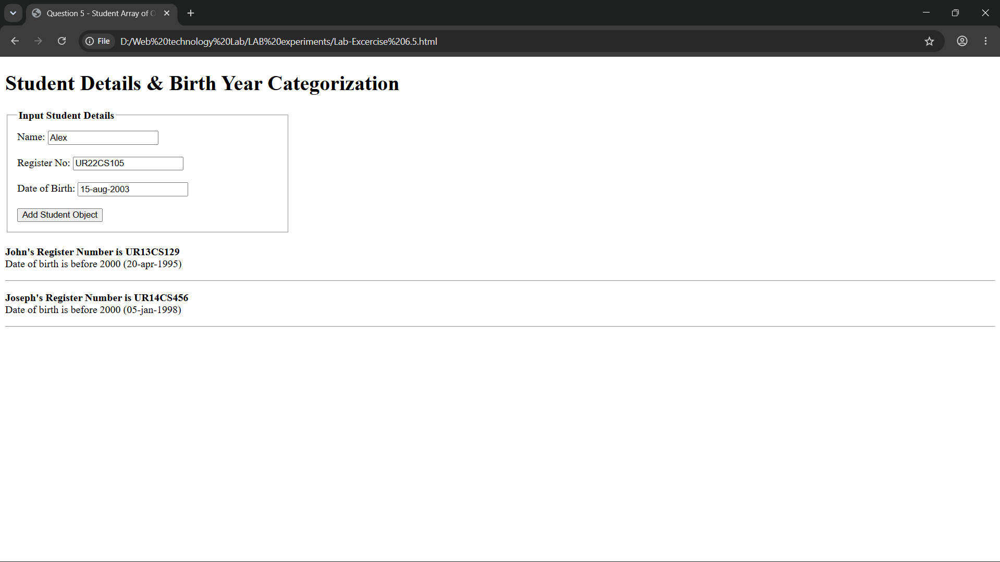 Question 5 - Student Array of
File D:/Web%20technology%20Lab/LAB%20experiments/Lab-Excercise%206.5.html
Student Details & Birth Year Categorization
Input Student Details
Name: Alex
Register No: UR22CS105
Date of Birth: 15-aug-2003
Add Student Object
John's Register Number is UR13CS129
Date of birth is before 2000 (20-apr-1995)
Joseph's Register Number is UR14CS456
Date of birth is before 2000 (05-jan-1998)